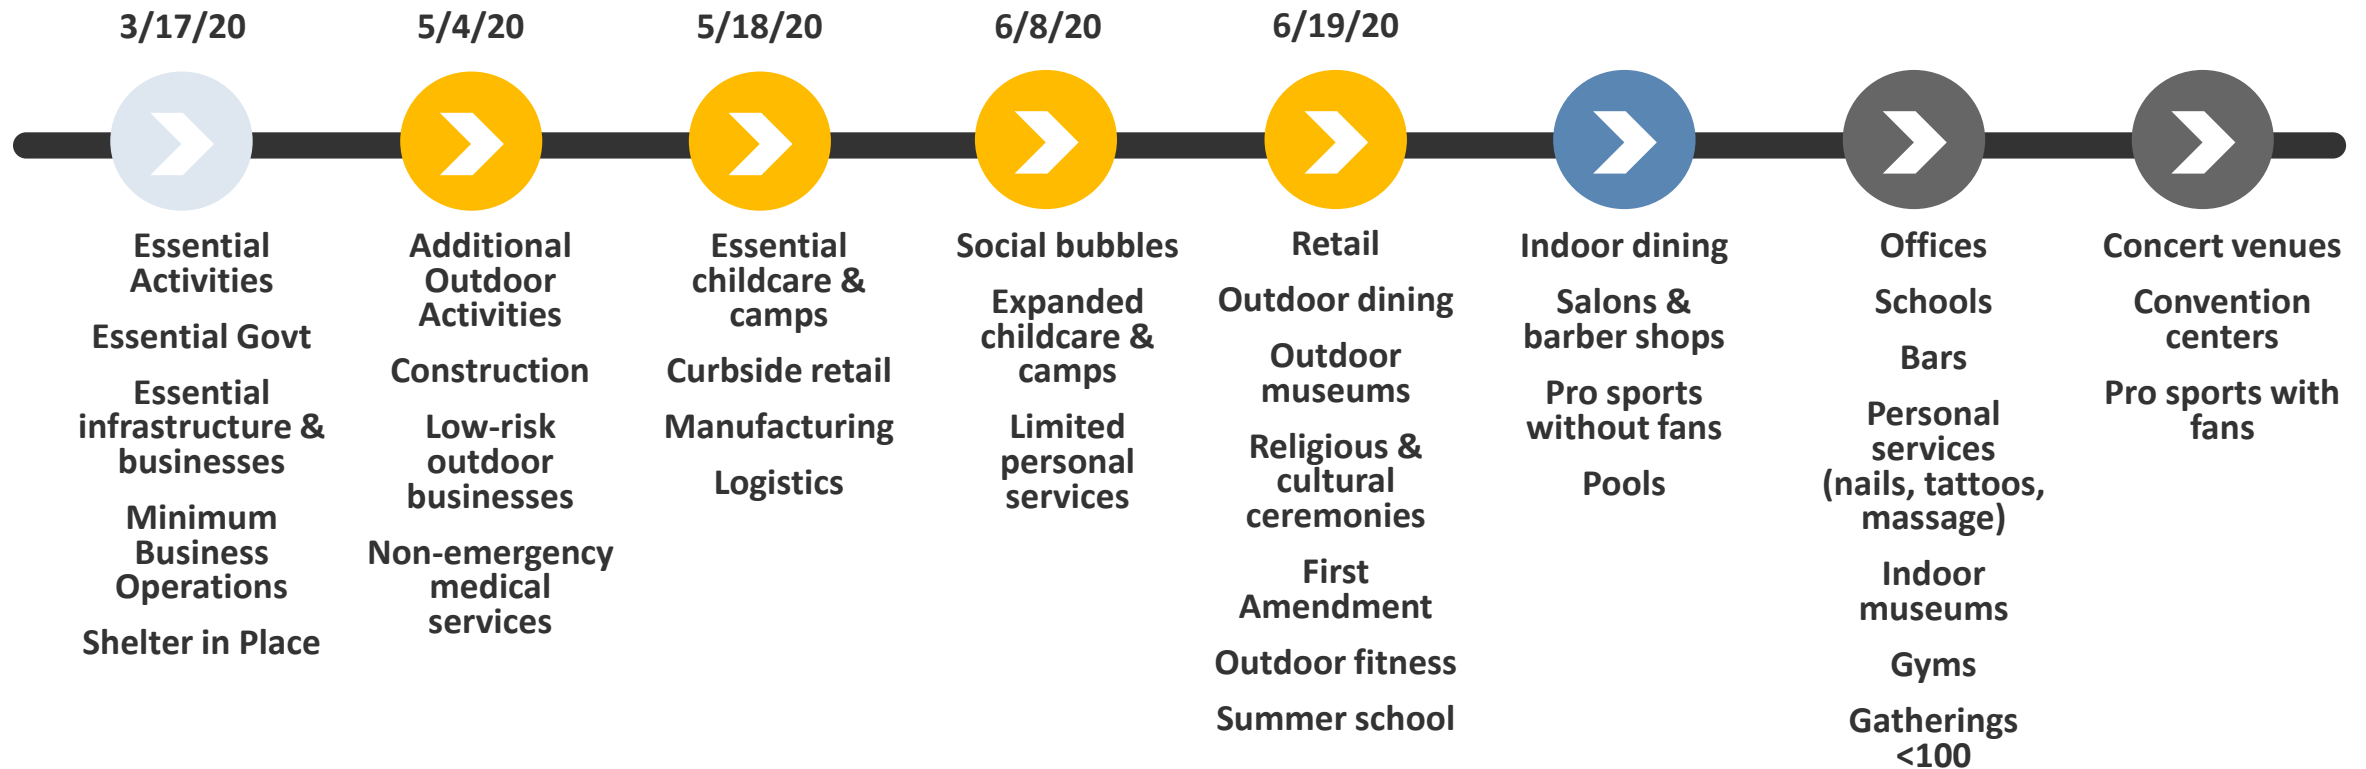 3/17/20
5/4/20
5/18/20
6/8/20
6/19/20
Essential
Activities
Essential Govt
Essential
infrastructure &
businesses
Minimum
Business
Operations
Shelter in Place
Additional
Outdoor
Activities
Construction
Low-risk
outdoor
businesses
Non-emergency
medical
services
Essential
childcare &
camps
Curbside retail
Manufacturing
Logistics
Social bubbles
Expanded
childcare &
camps
Limited
personal
services
Retail
Outdoor dining
Outdoor
museums
Religious &
cultural
ceremonies
First
Amendment
Outdoor fitness
Summer school
Indoor dining
Salons &
barber shops
Pro sports
without fans
Pools
Offices
Schools
Bars
Personal
services
(nails, tattoos,
massage)
Indoor
museums
Gyms
Gatherings
<100
Concert venues
Convention
centers
Pro sports with
fans